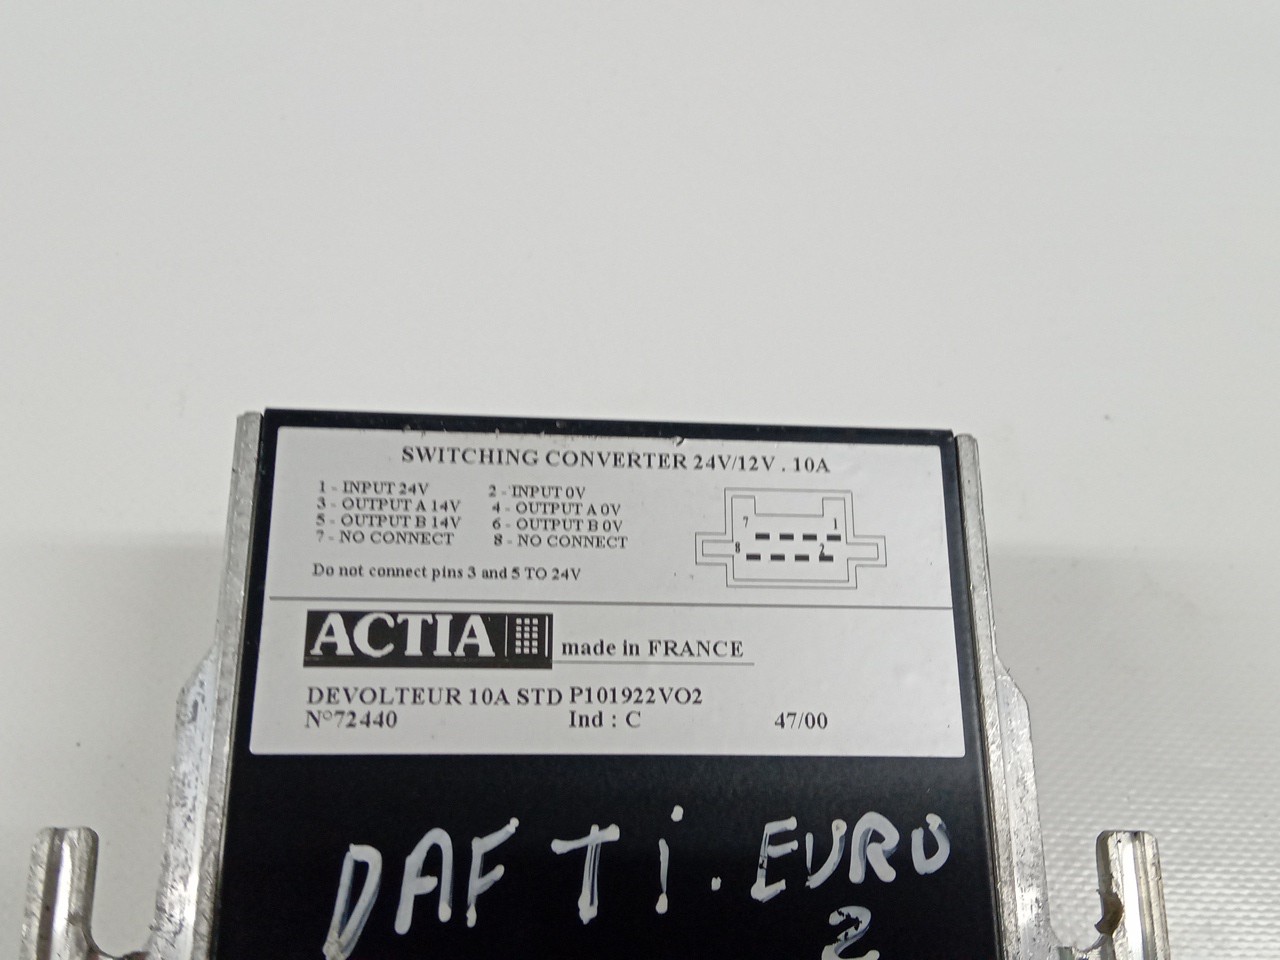 SWITCHING CONVERTER 24V/12V . 10A
1 - INPUT 24V 2 - INPUT 0V
3 - OUTPUT A 14V 4 - OUTPUT A 0V
5 - OUTPUT B 14V 6 - OUTPUT B 0V
7 - NO CONNECT 8 - NO CONNECT
7 1
8 2
Do not connect pins 3 and 5 TO 24V
ACTIA made in FRANCE
DEVOLTEUR 10A STD P101922VO2
N°72440 Ind : C 47/00
DAF Ti. EURO
2